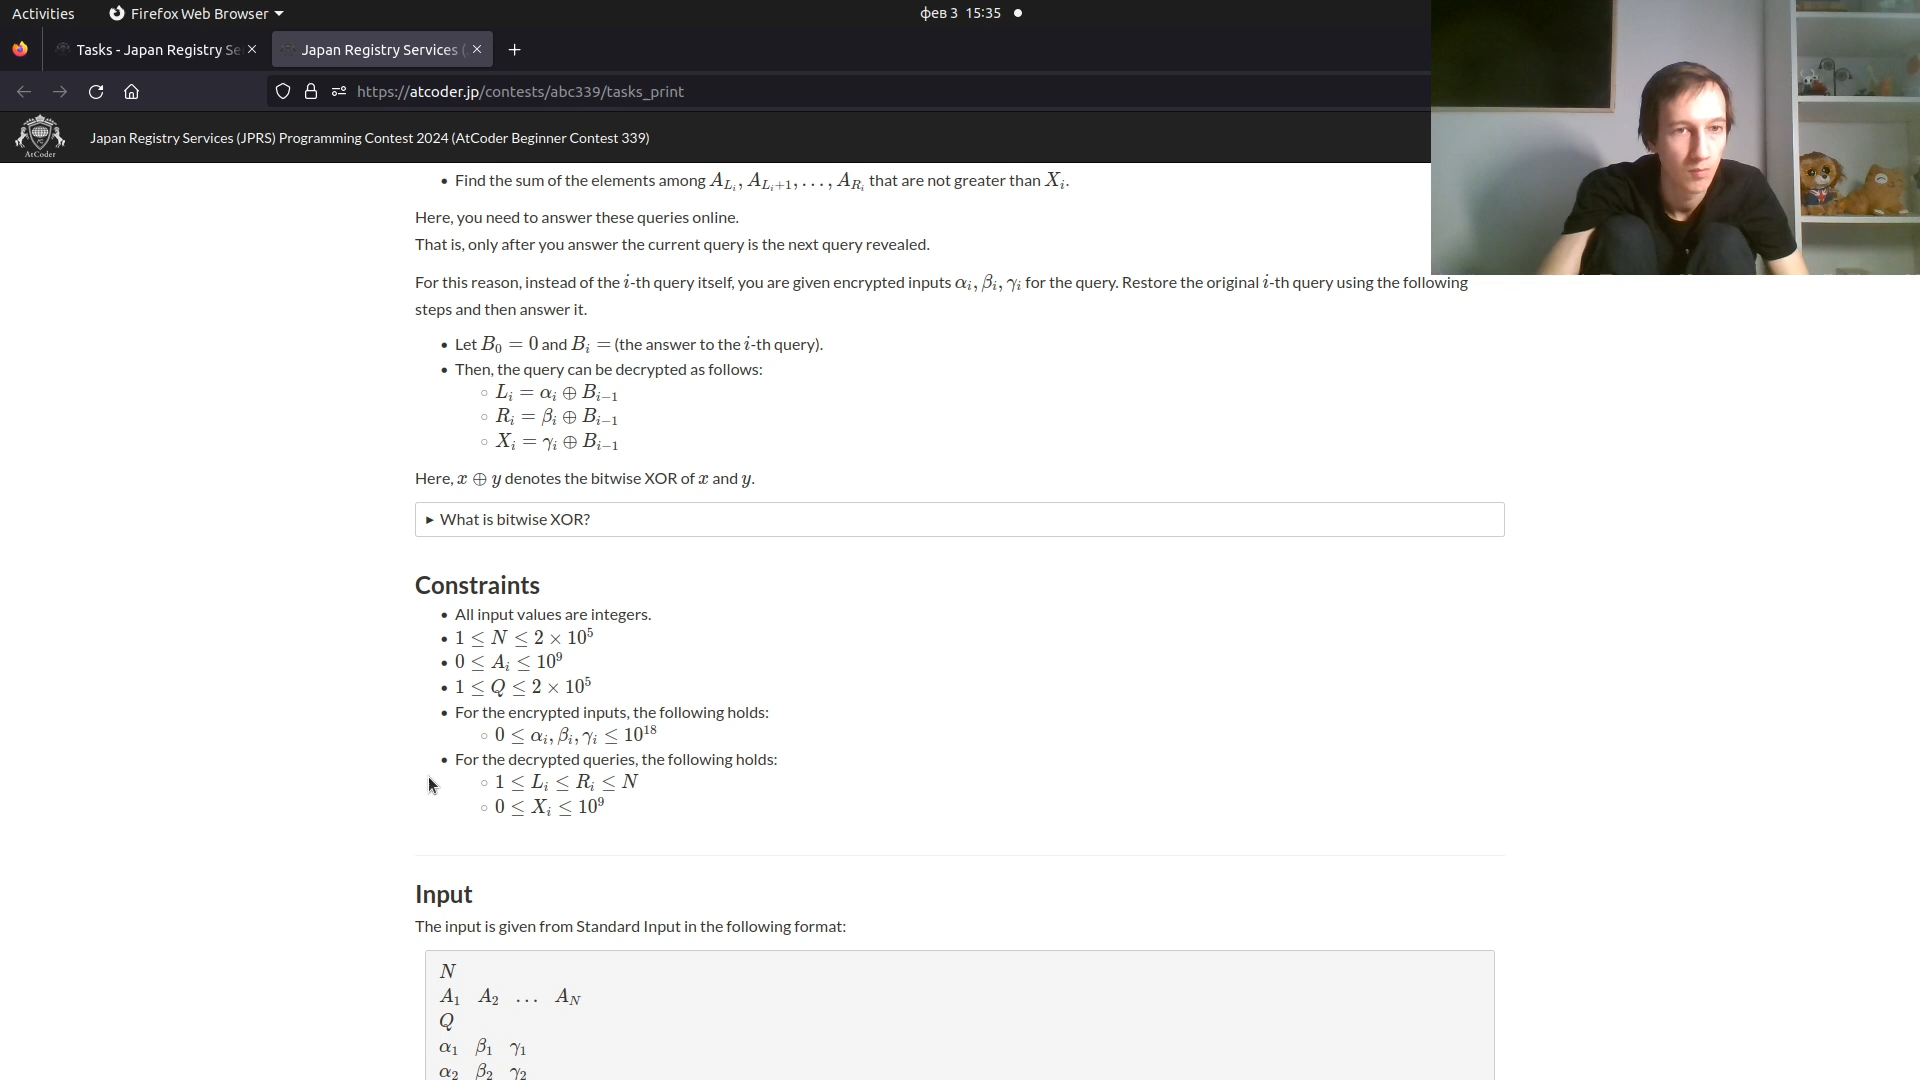 Activities Firefox Web Browser фев 3 15:35
Tasks - Japan Registry Se Japan Registry Services (
https://atcoder.jp/contests/abc339/tasks_print
AtCoder Japan Registry Services (JPRS) Programming Contest 2024 (AtCoder Beginner Contest 339)
• Find the sum of the elements among A_{L_i}, A_{L_i+1}, …, A_{R_i} that are not greater than X_i.
Here, you need to answer these queries online.
That is, only after you answer the current query is the next query revealed.
For this reason, instead of the i-th query itself, you are given encrypted inputs α_i, β_i, γ_i for the query. Restore the original i-th query using the following
steps and then answer it.
• Let B_0 = 0 and B_i = (the answer to the i-th query).
• Then, the query can be decrypted as follows:
◦ L_i = α_i ⊕ B_{i−1}
◦ R_i = β_i ⊕ B_{i−1}
◦ X_i = γ_i ⊕ B_{i−1}
Here, x ⊕ y denotes the bitwise XOR of x and y.
▸ What is bitwise XOR?
Constraints
• All input values are integers.
• 1 ≤ N ≤ 2 × 10^5
• 0 ≤ A_i ≤ 10^9
• 1 ≤ Q ≤ 2 × 10^5
• For the encrypted inputs, the following holds:
◦ 0 ≤ α_i, β_i, γ_i ≤ 10^18
• For the decrypted queries, the following holds:
◦ 1 ≤ L_i ≤ R_i ≤ N
◦ 0 ≤ X_i ≤ 10^9
Input
The input is given from Standard Input in the following format:
N
A_1 A_2 … A_N
Q
α_1 β_1 γ_1
α_2 β_2 γ_2